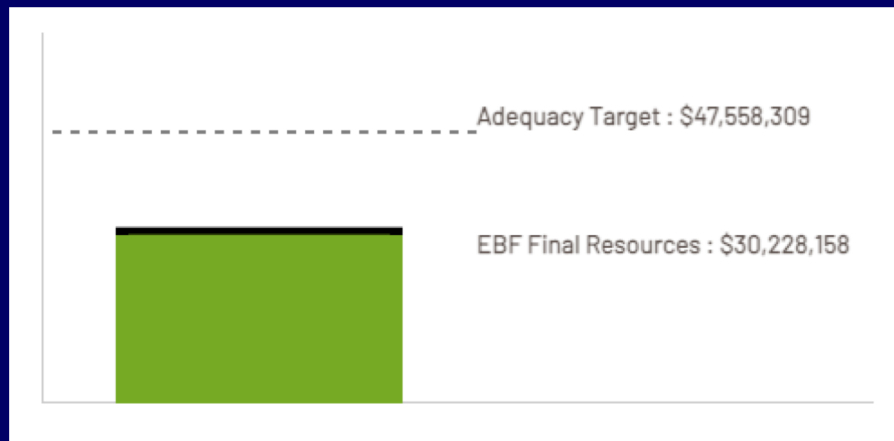 Adequacy Target : $47,558,309
EBF Final Resources : $30,228,158